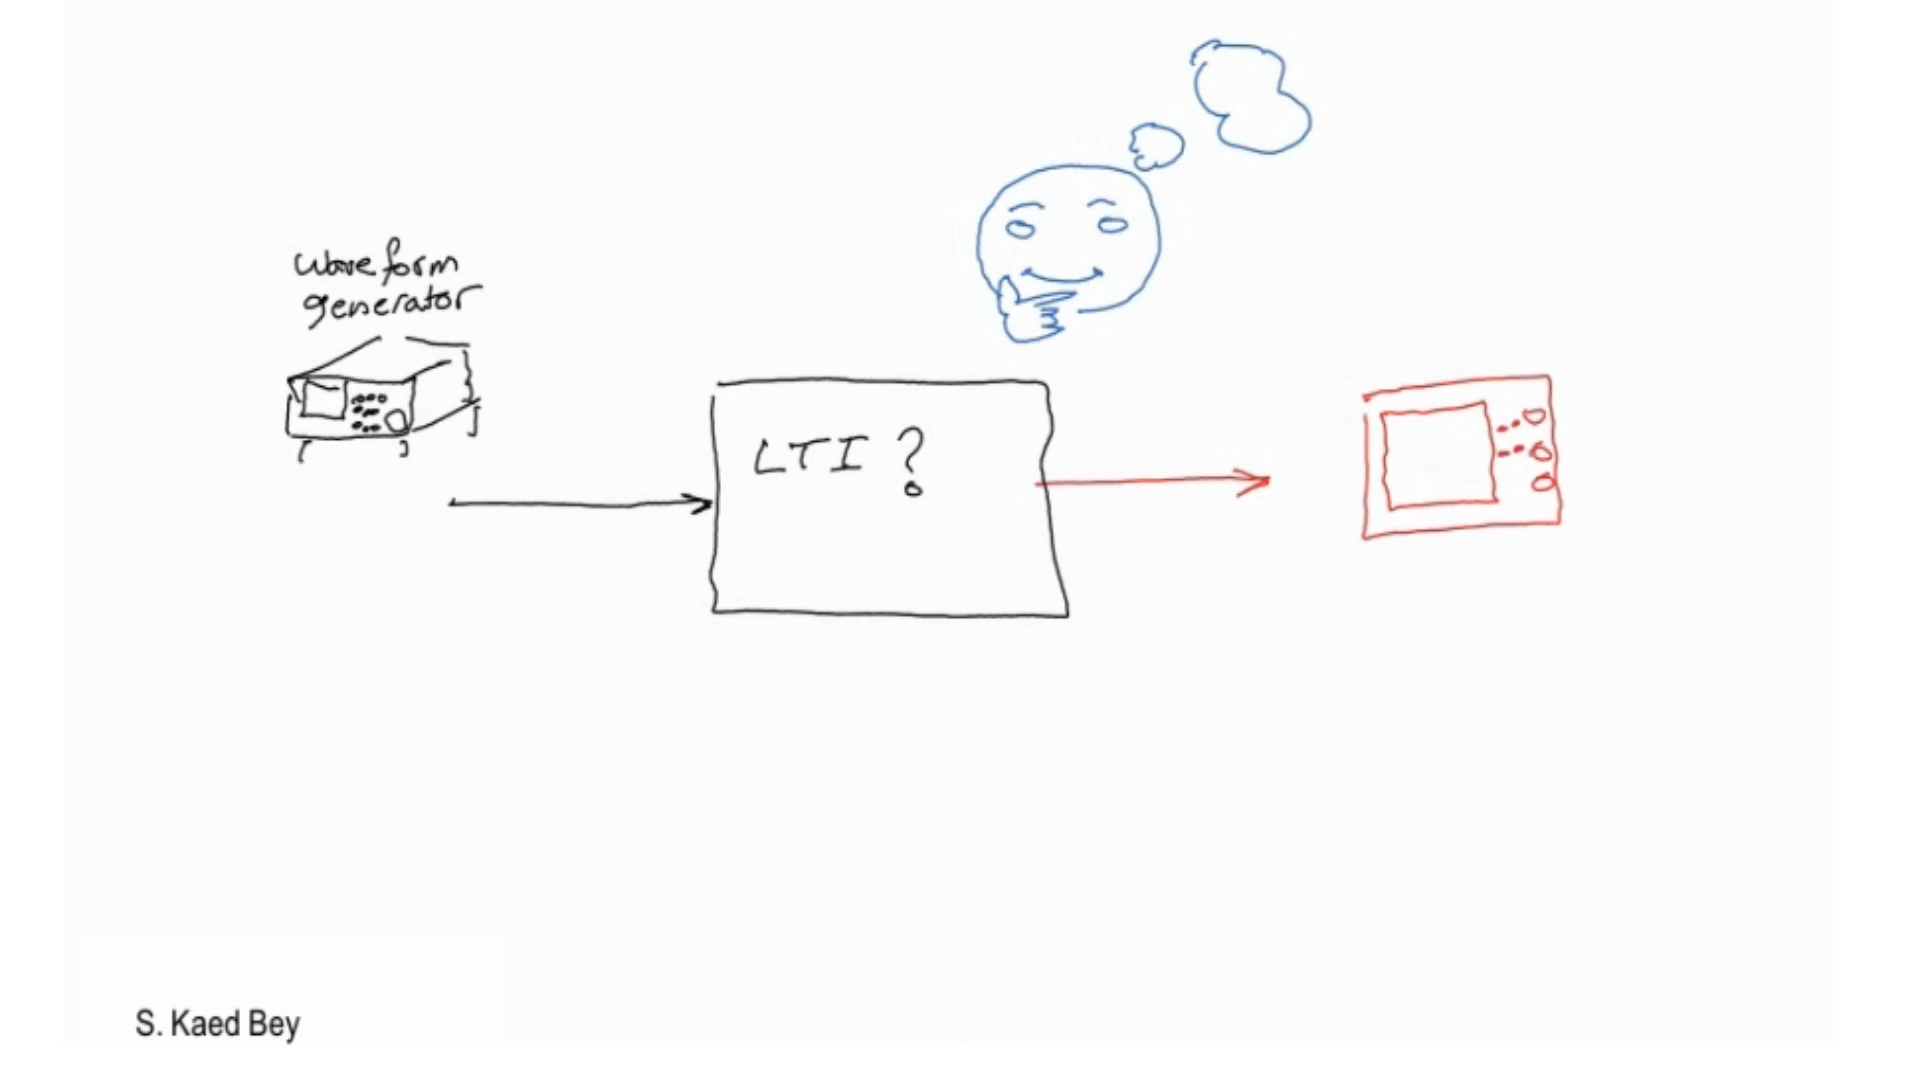 waveform
generator
LTI ?
S. Kaed Bey